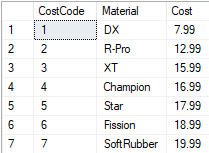 CostCode Material Cost
1 1 DX 7.99
2 2 R-Pro 12.99
3 3 XT 15.99
4 4 Champion 16.99
5 5 Star 17.99
6 6 Fission 18.99
7 7 SoftRubber 19.99